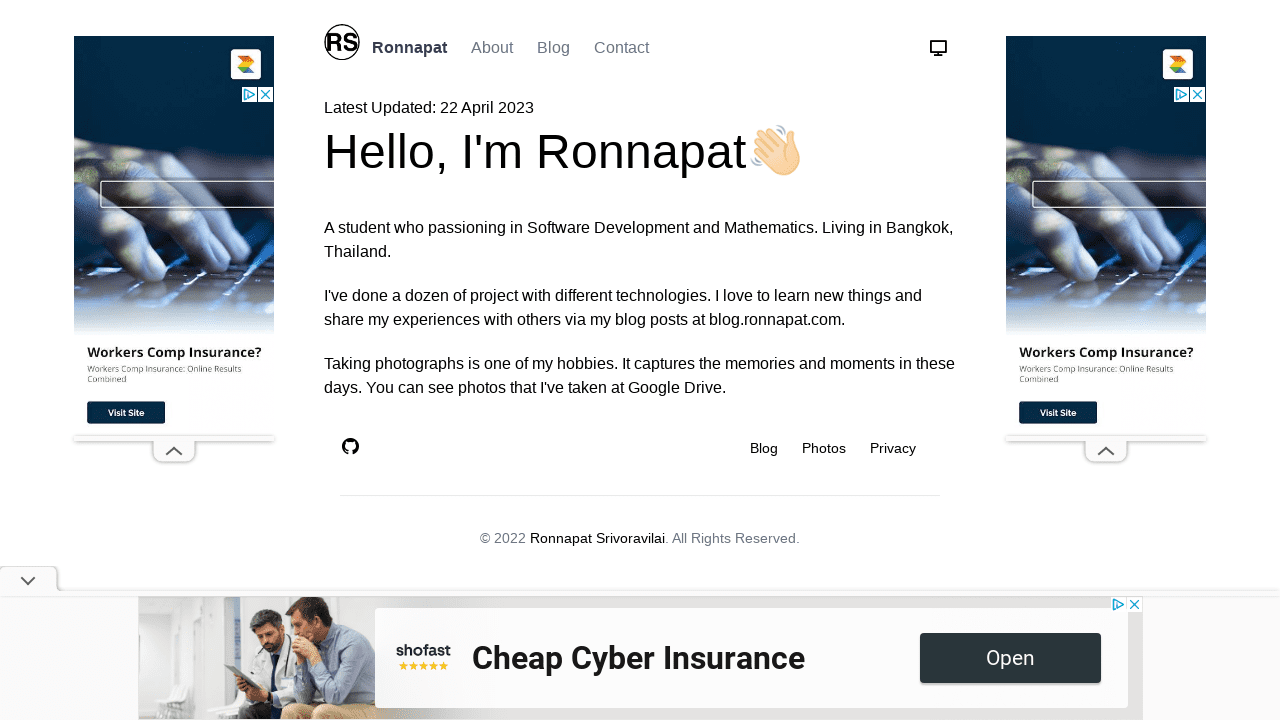 RS
Ronnapat
About
Blog
Contact
Latest Updated: 22 April 2023
Hello, I'm Ronnapat👋🏻
A student who passioning in Software Development and Mathematics. Living in Bangkok,
Thailand.
I've done a dozen of project with different technologies. I love to learn new things and
share my experiences with others via my blog posts at blog.ronnapat.com.
Taking photographs is one of my hobbies. It captures the memories and moments in these
days. You can see photos that I've taken at Google Drive.
Blog
Photos
Privacy
© 2022 Ronnapat Srivoravilai. All Rights Reserved.
Workers Comp Insurance?
Workers Comp Insurance: Online Results
Combined
Visit Site
Workers Comp Insurance?
Workers Comp Insurance: Online Results
Combined
Visit Site
shofast
Cheap Cyber Insurance
Open